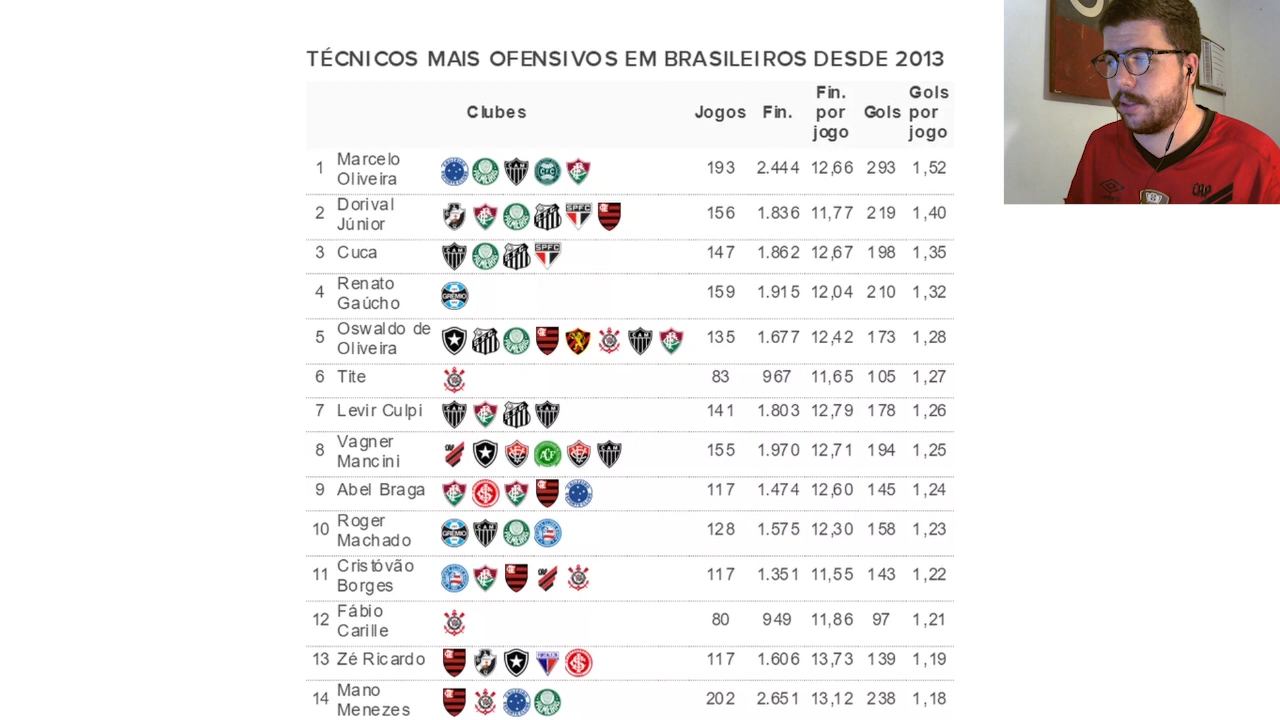 TÉCNICOS MAIS OFENSIVOS EM BRASILEIROS DESDE 2013
Clubes Jogos Fin. Fin. por jogo Gols Gols por jogo
1 Marcelo Oliveira 193 2.444 12,66 293 1,52
2 Dorival Júnior 156 1.836 11,77 219 1,40
3 Cuca 147 1.862 12,67 198 1,35
4 Renato Gaúcho 159 1.915 12,04 210 1,32
5 Oswaldo de Oliveira 135 1.677 12,42 173 1,28
6 Tite 83 967 11,65 105 1,27
7 Levir Culpi 141 1.803 12,79 178 1,26
8 Vagner Mancini 155 1.970 12,71 194 1,25
9 Abel Braga 117 1.474 12,60 145 1,24
10 Roger Machado 128 1.575 12,30 158 1,23
11 Cristóvão Borges 117 1.351 11,55 143 1,22
12 Fábio Carille 80 949 11,86 97 1,21
13 Zé Ricardo 117 1.606 13,73 139 1,19
14 Mano Menezes 202 2.651 13,12 238 1,18